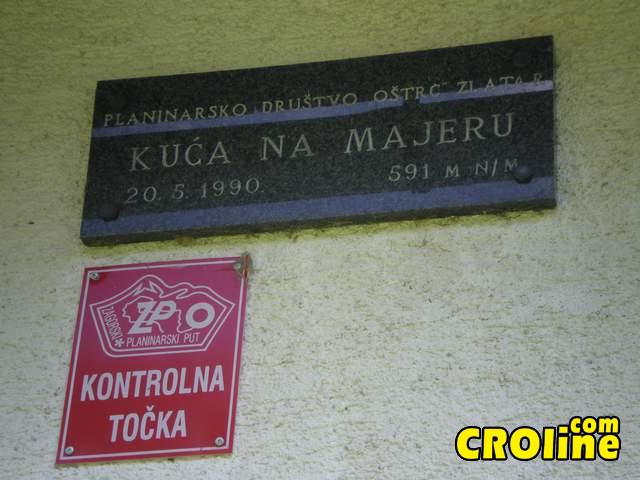 PLANINARSKO DRUŠTVO "OŠTRC" ZLATAR
KUĆA NA MAJERU
20. 5. 1990. 591 M N/M
ZPO
ZAGORSKI * PLANINARSKI PUT
KONTROLNA
TOČKA
CROline.com